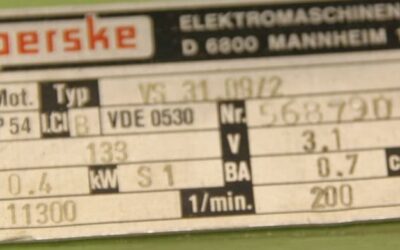 perske ELEKTROMASCHINEN
D 6800 MANNHEIM 1
Mot. Typ VS 31.09/2
P 54 I.Cl B VDE 0530 Nr. 568790
133 V 3.1
0.4 kW S 1 BA 0.7 c
11300 1/min. 200